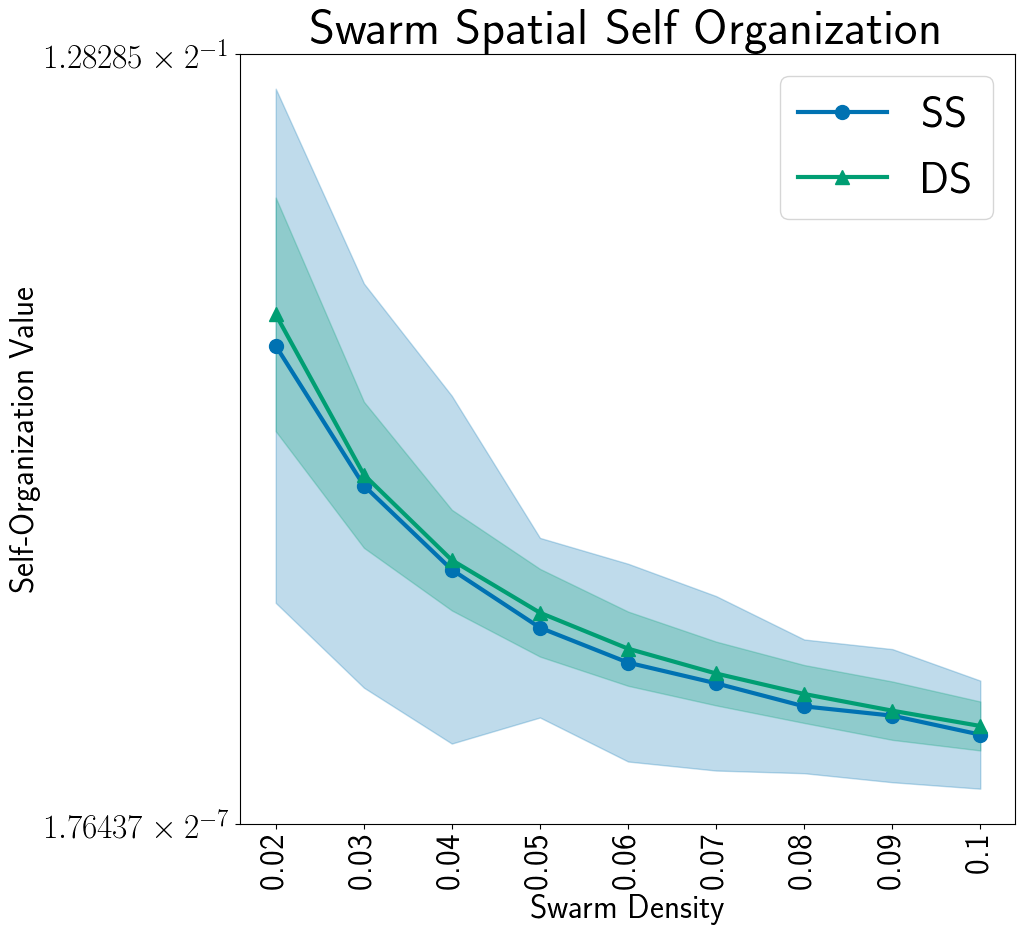 Swarm Spatial Self Organization
1.28285 × 2⁻¹
SS
DS
Self-Organization Value
1.76437 × 2⁻⁷
0.02
0.03
0.04
0.05
0.06
0.07
0.08
0.09
0.1
Swarm Density